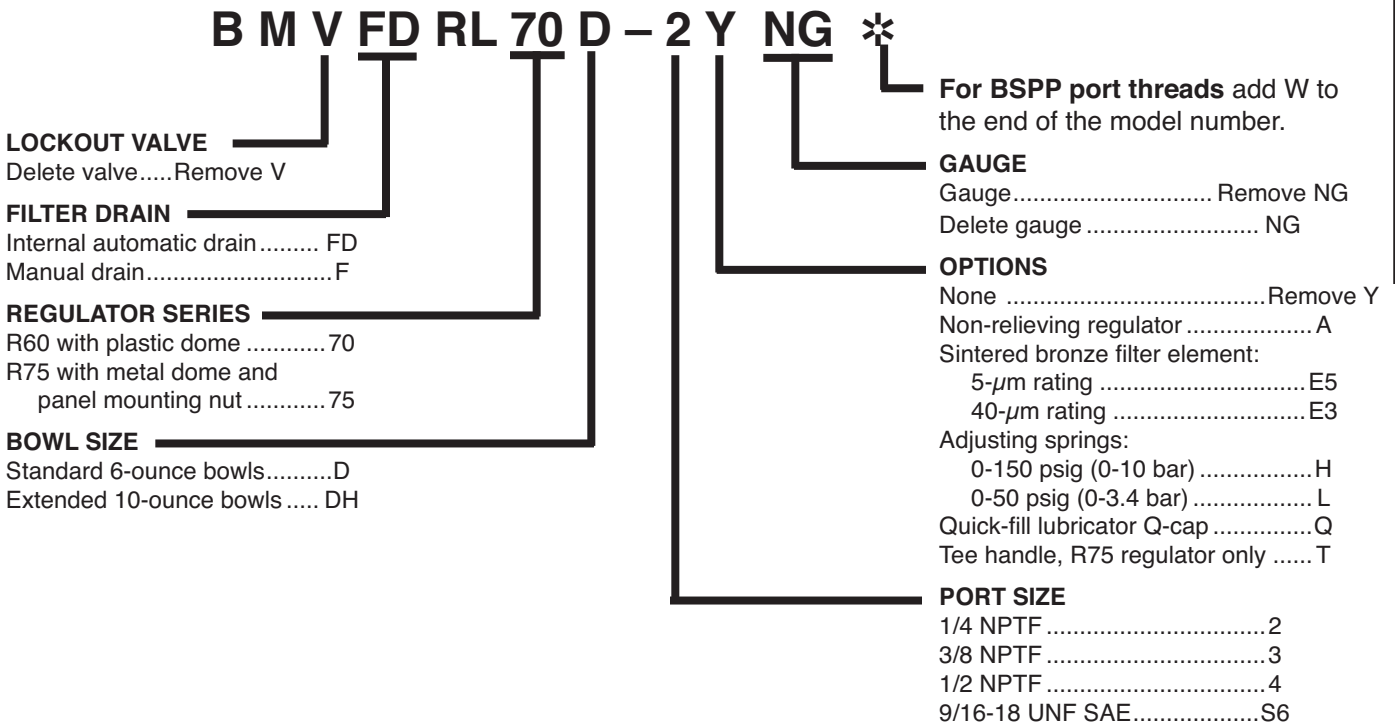 B M V FD RL 70 D – 2 Y NG ✲
LOCKOUT VALVE
Delete valve.....Remove V
FILTER DRAIN
Internal automatic drain ......... FD
Manual drain...........................F
REGULATOR SERIES
R60 with plastic dome ............70
R75 with metal dome and
panel mounting nut ............75
BOWL SIZE
Standard 6-ounce bowls..........D
Extended 10-ounce bowls ..... DH
For BSPP port threads add W to
the end of the model number.
GAUGE
Gauge.............................. Remove NG
Delete gauge .......................... NG
OPTIONS
None .......................................Remove Y
Non-relieving regulator ...................A
Sintered bronze filter element:
5-µm rating ...............................E5
40-µm rating .............................E3
Adjusting springs:
0-150 psig (0-10 bar) .................H
0-50 psig (0-3.4 bar) .................. L
Quick-fill lubricator Q-cap ...............Q
Tee handle, R75 regulator only ...... T
PORT SIZE
1/4 NPTF .................................2
3/8 NPTF .................................3
1/2 NPTF .................................4
9/16-18 UNF SAE...................S6